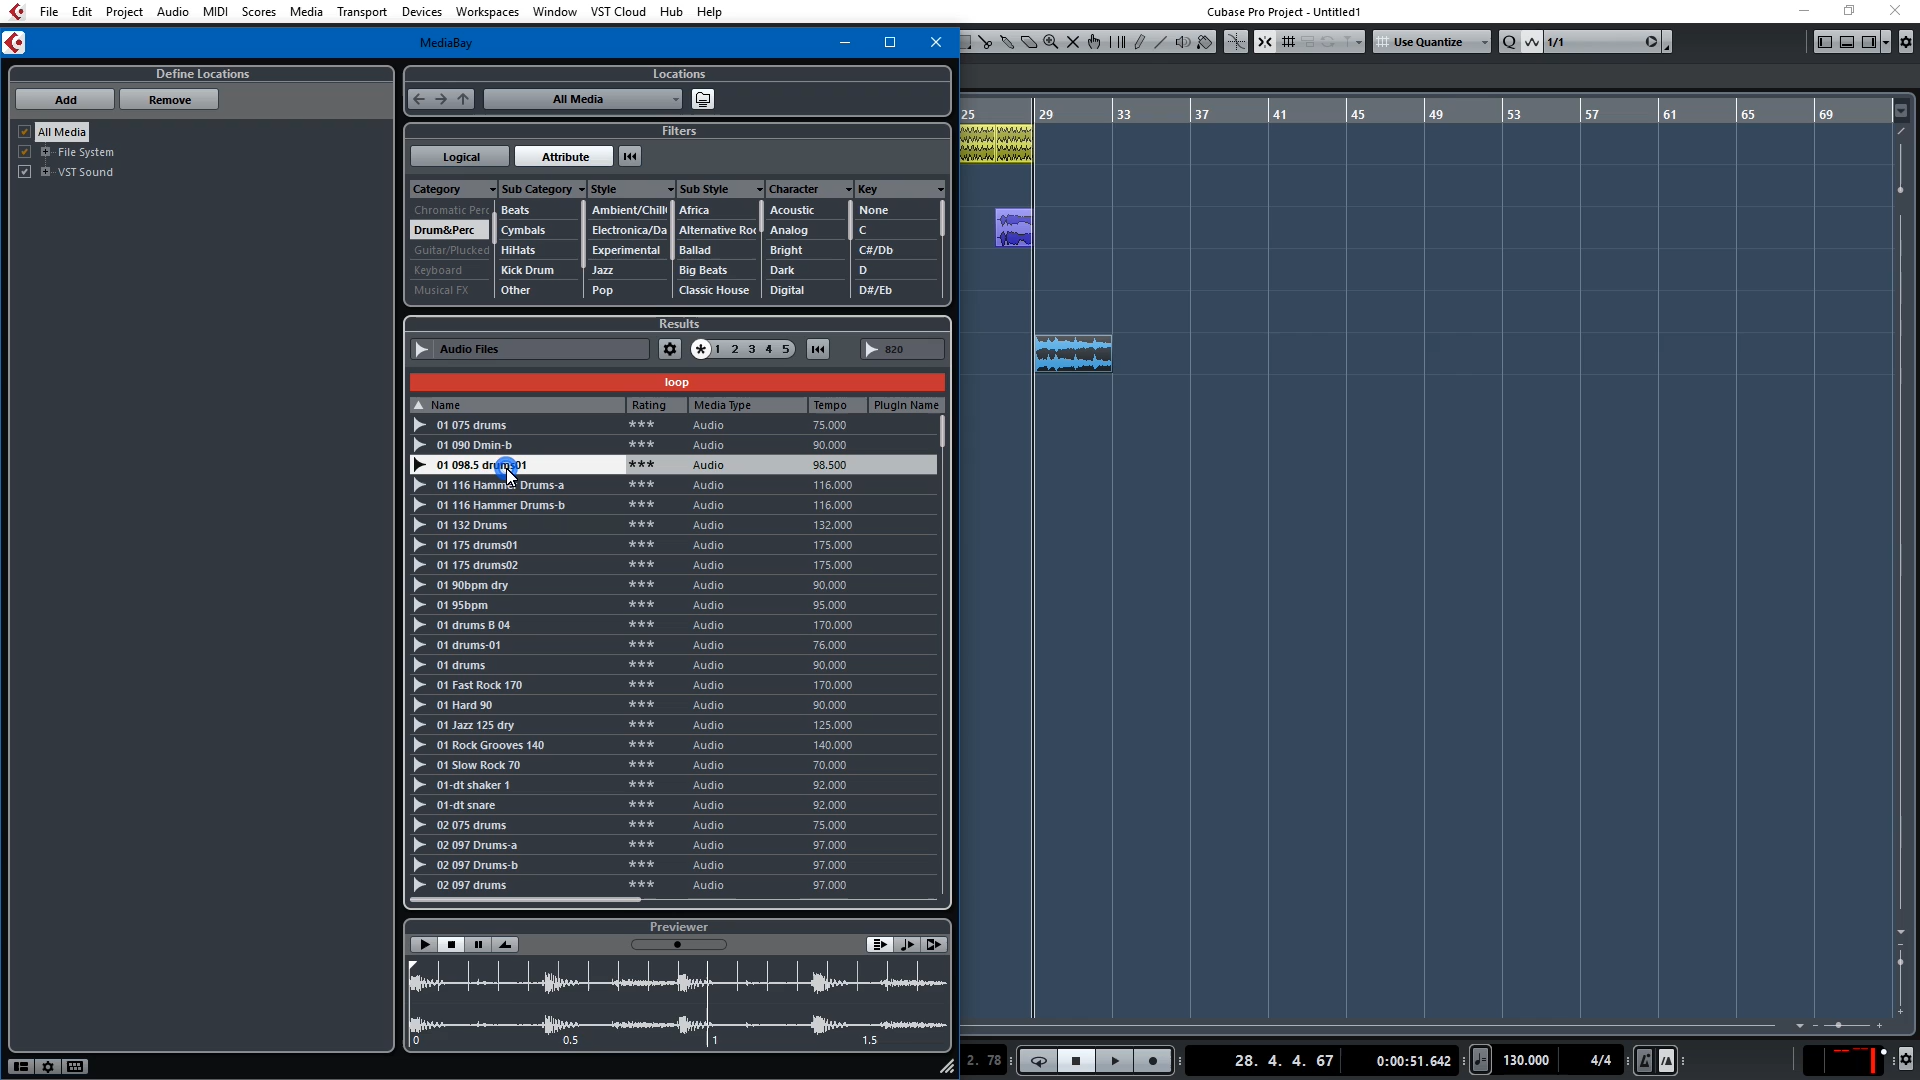 File Edit Project Audio MIDI Scores Media Transport Devices Workspaces Window VST Cloud Hub Help
Cubase Pro Project - Untitled1
MediaBay
Use Quantize
Q 1/1
Define Locations
Add Remove
All Media
File System
VST Sound
Locations
All Media
Filters
Logical Attribute
Category Sub Category Style Sub Style Character Key
Chromatic Perc Beats Ambient/Chill Africa Acoustic None
Drum&Perc Cymbals Electronica/Da Alternative Roc Analog C
Guitar/Plucked HiHats Experimental Ballad Bright C#/Db
Keyboard Kick Drum Jazz Big Beats Dark D
Musical FX Other Pop Classic House Digital D#/Eb
Results
Audio Files * 1 2 3 4 5 820
loop
Name Rating Media Type Tempo PlugIn Name
01 075 drums *** Audio 75.000
01 090 Dmin-b *** Audio 90.000
01 098.5 drums01 *** Audio 98.500
01 116 Hammer Drums-a *** Audio 116.000
01 116 Hammer Drums-b *** Audio 116.000
01 132 Drums *** Audio 132.000
01 175 drums01 *** Audio 175.000
01 175 drums02 *** Audio 175.000
01 90bpm dry *** Audio 90.000
01 95bpm *** Audio 95.000
01 drums B 04 *** Audio 170.000
01 drums-01 *** Audio 76.000
01 drums *** Audio 90.000
01 Fast Rock 170 *** Audio 170.000
01 Hard 90 *** Audio 90.000
01 Jazz 125 dry *** Audio 125.000
01 Rock Grooves 140 *** Audio 140.000
01 Slow Rock 70 *** Audio 70.000
01-dt shaker 1 *** Audio 92.000
01-dt snare *** Audio 92.000
02 075 drums *** Audio 75.000
02 097 Drums-a *** Audio 97.000
02 097 Drums-b *** Audio 97.000
02 097 drums *** Audio 97.000
Previewer
0 0.5 1 1.5
25 29 33 37 41 45 49 53 57 61 65 69
2. 78 28. 4. 4. 67 0:00:51.642 130.000 4/4